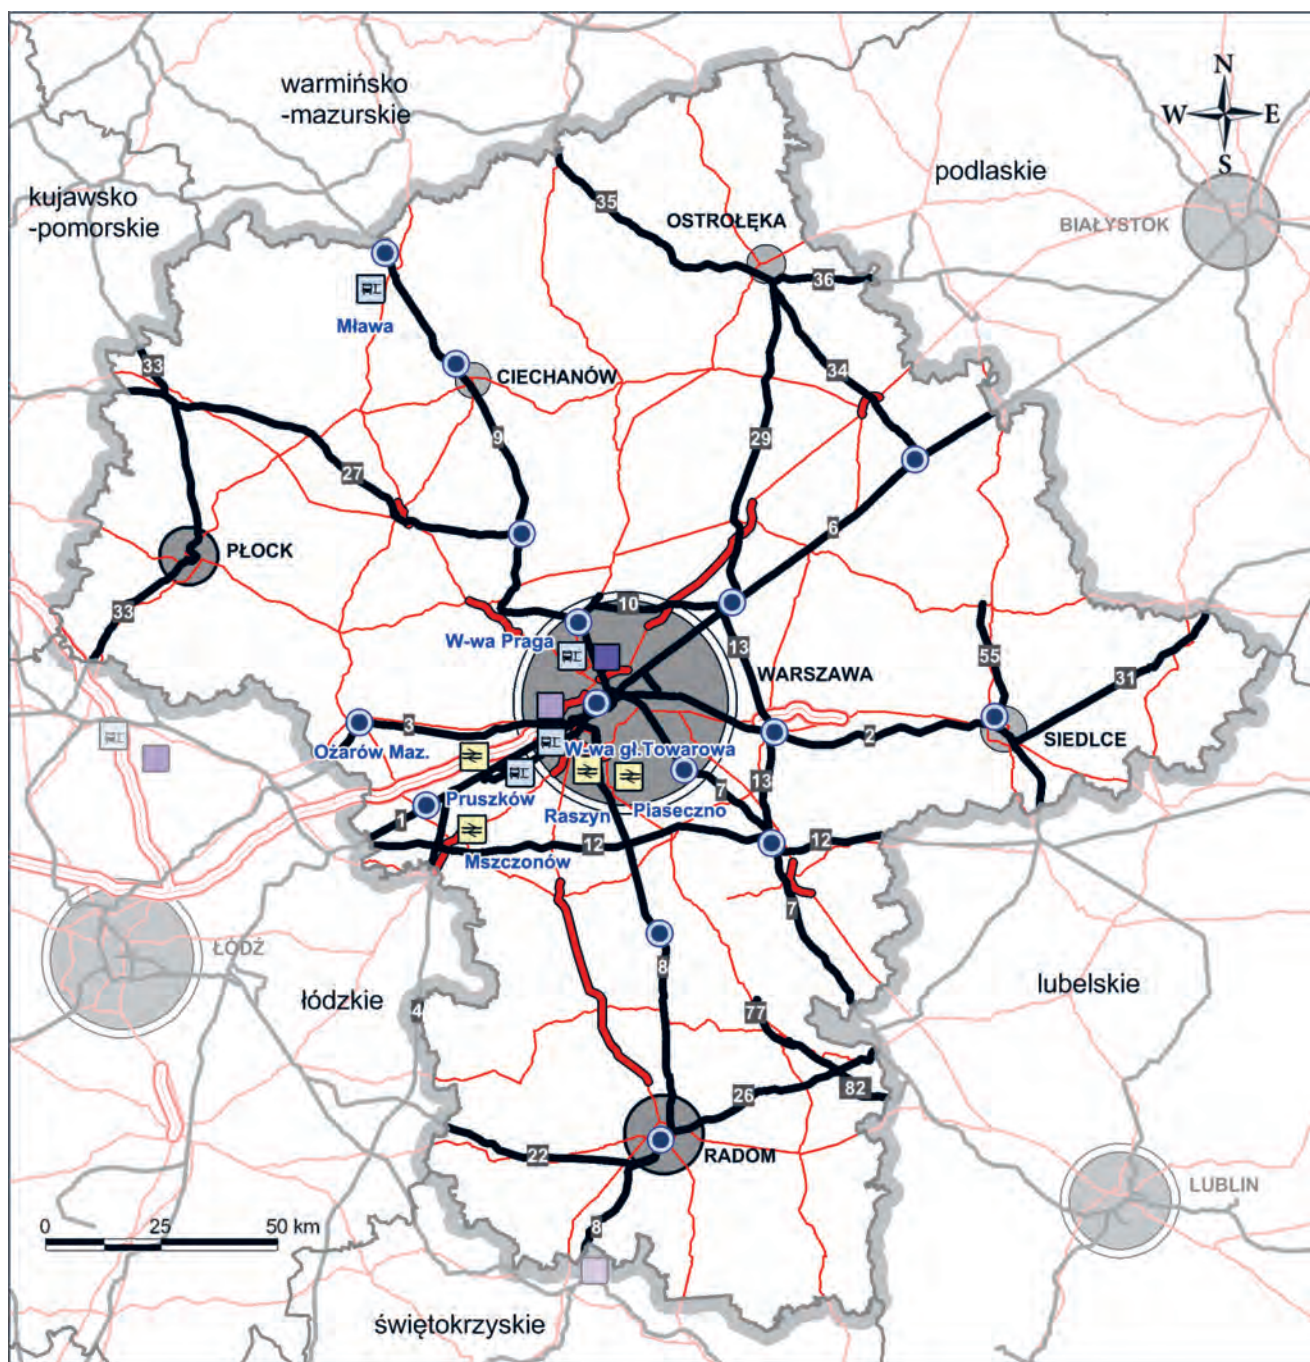 warmińsko
-mazurskie
N
W E
S
podlaskie
kujawsko
-pomorskie
35
OSTROŁĘKA
BIAŁYSTOK
36
Mława
33
CIECHANÓW
34
9
29
27
6
PŁOCK
33
10
W-wa Praga
13
55
WARSZAWA
31
3
2
SIEDLCE
Ożarów Maz.
W-wa gł.Towarowa
13
7
Pruszków
Piaseczno
Raszyn
1
12
12
Mszczonów
7
ŁÓDŹ
8
łódzkie
lubelskie
4
77
82
26
22
RADOM
LUBLIN
0 25 50 km
8
świętokrzyskie